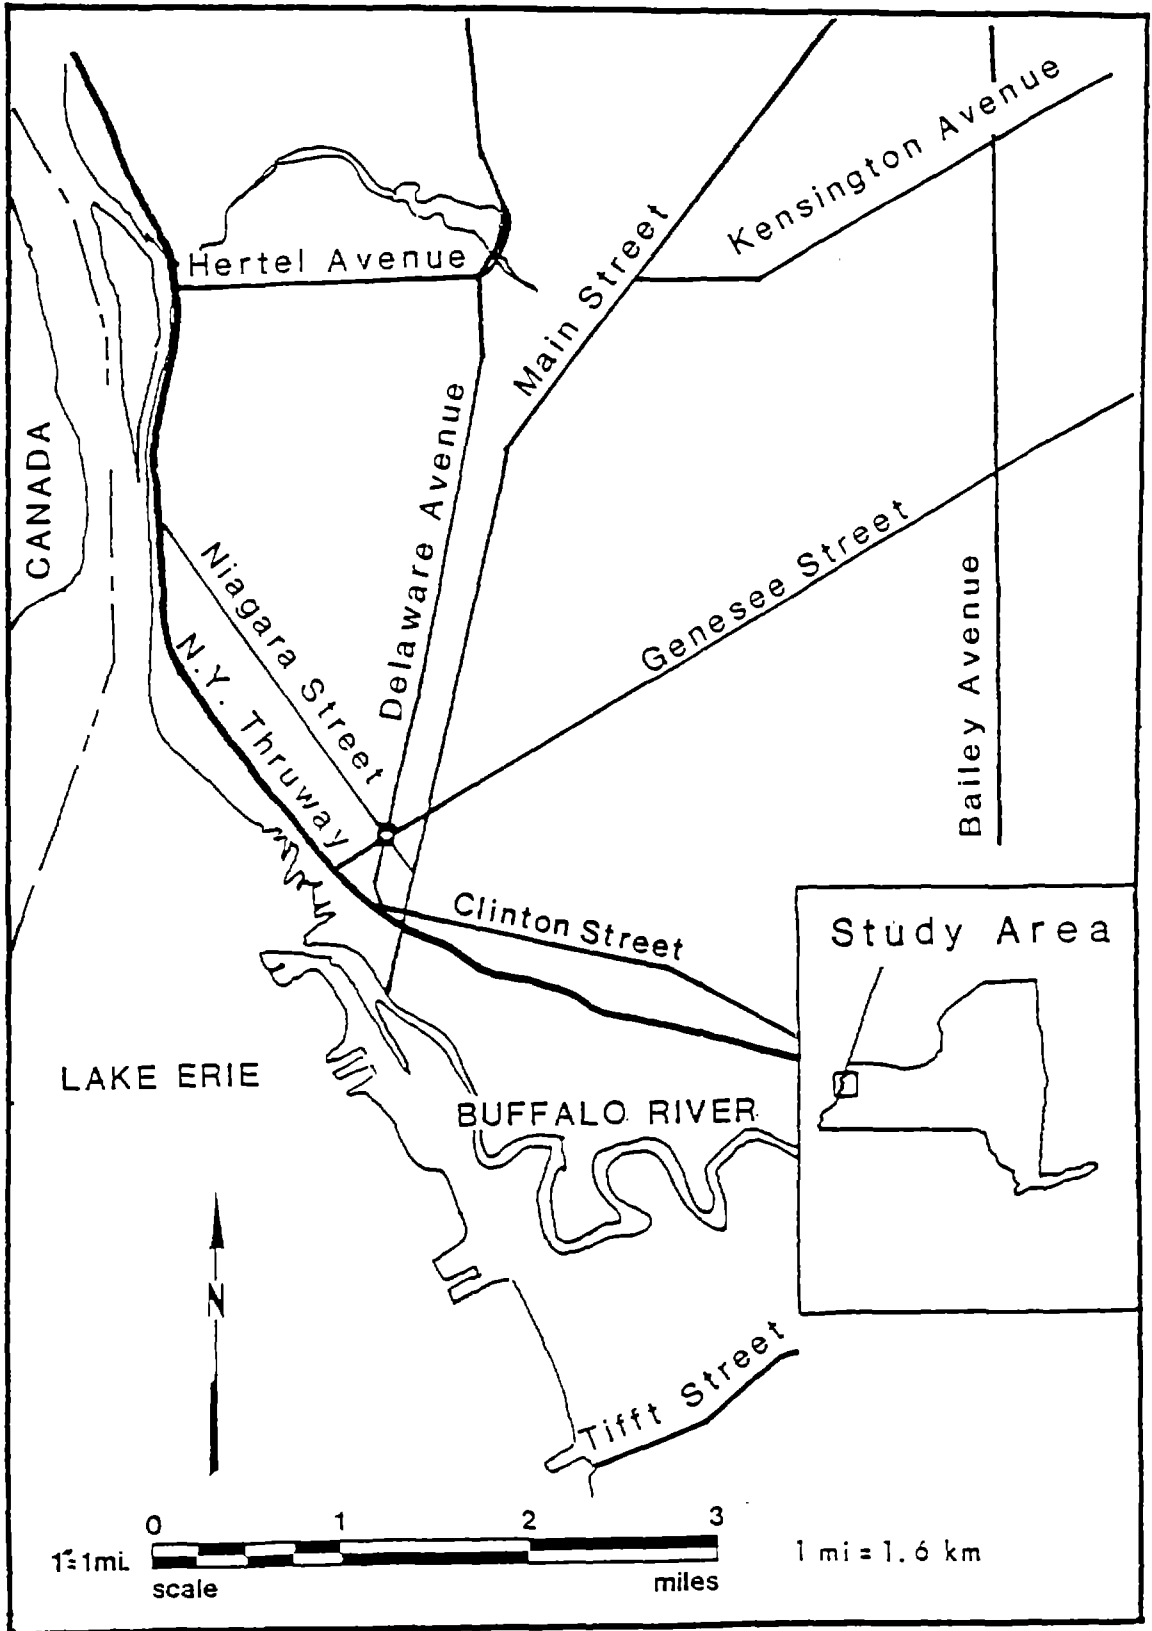 Kensington Avenue
Hertel Avenue
Main Street
CANADA
Delaware Avenue
Niagara Street
Genesee Street
N.Y. Thruway
Bailey Avenue
Clinton Street
Study Area
LAKE ERIE
BUFFALO RIVER
N
Tifft Street
0 1 2 3
1"=1mi.
1 mi = 1.6 km
scale miles